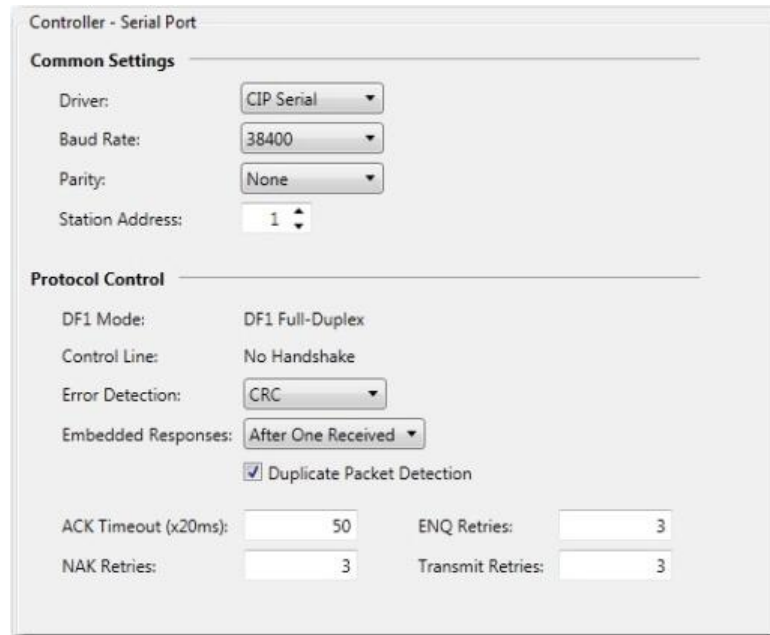 Controller - Serial Port
Common Settings
Driver: CIP Serial
Baud Rate: 38400
Parity: None
Station Address: 1
Protocol Control
DF1 Mode: DF1 Full-Duplex
Control Line: No Handshake
Error Detection: CRC
Embedded Responses: After One Received
Duplicate Packet Detection
ACK Timeout (x20ms): 50 ENQ Retries: 3
NAK Retries: 3 Transmit Retries: 3